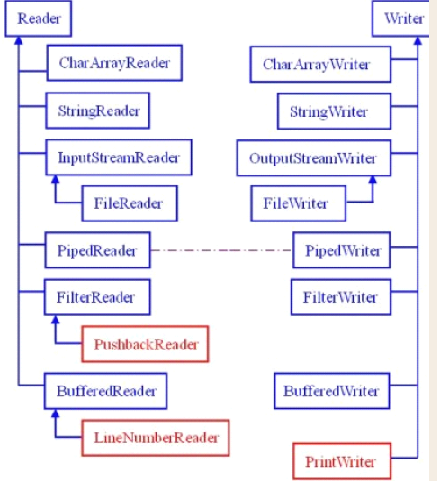 Reader
Writer
CharArrayReader
CharArrayWriter
StringReader
StringWriter
InputStreamReader
OutputStreamWriter
FileReader
FileWriter
PipedReader
PipedWriter
FilterReader
FilterWriter
PushbackReader
BufferedReader
BufferedWriter
LineNumberReader
PrintWriter